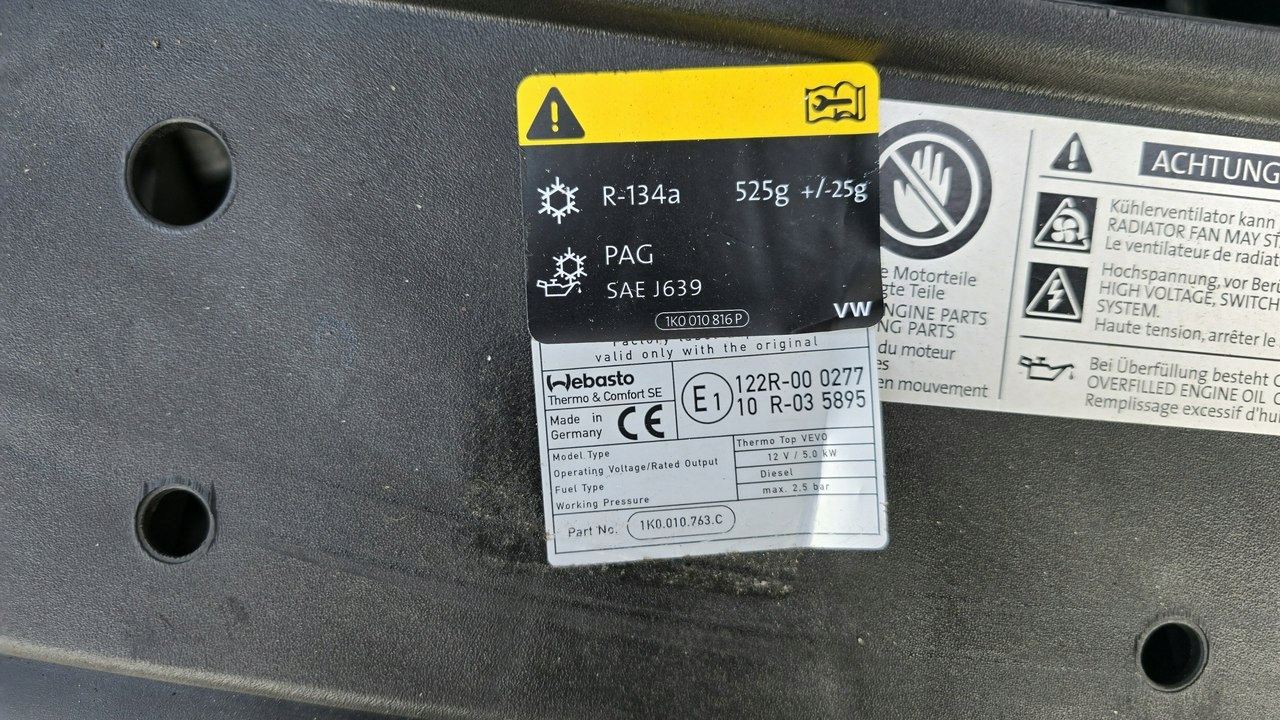 R-134a 525g +/-25g
PAG
SAE J639
1K0 010 816 P
VW
valid only with the original
Webasto
Thermo & Comfort SE
Made in
Germany
CE
E1
122R-00 0277
10 R-03 5895
Model Type
Thermo Top VEVO
Operating Voltage/Rated Output
12 V / 5.0 kW
Fuel Type
Diesel
Working Pressure
max. 2.5 bar
Part No. 1K0.010.763.C
e Motorteile
gte Teile
NGINE PARTS
NG PARTS
du moteur
es
en mouvement
ACHTUNG
Kühlerventilator kann
RADIATOR FAN MAY ST
Le ventilateur de radiat
Hochspannung, vor Berü
HIGH VOLTAGE, SWITCH
SYSTEM.
Haute tension, arrêter le
Bei Überfüllung besteht
OVERFILLED ENGINE OIL
Remplissage excessif d'hu